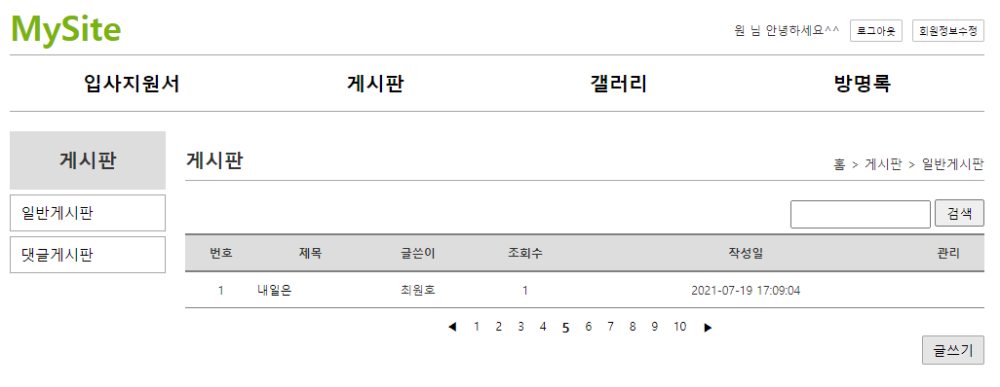 MySite
원 님 안녕하세요^^ 로그아웃 회원정보수정
입사지원서 게시판 갤러리 방명록
게시판
일반게시판
댓글게시판
게시판
홈 > 게시판 > 일반게시판
검색
번호 제목 글쓴이 조회수 작성일 관리
1 내일은 최원호 1 2021-07-19 17:09:04
◀ 1 2 3 4 5 6 7 8 9 10 ▶
글쓰기